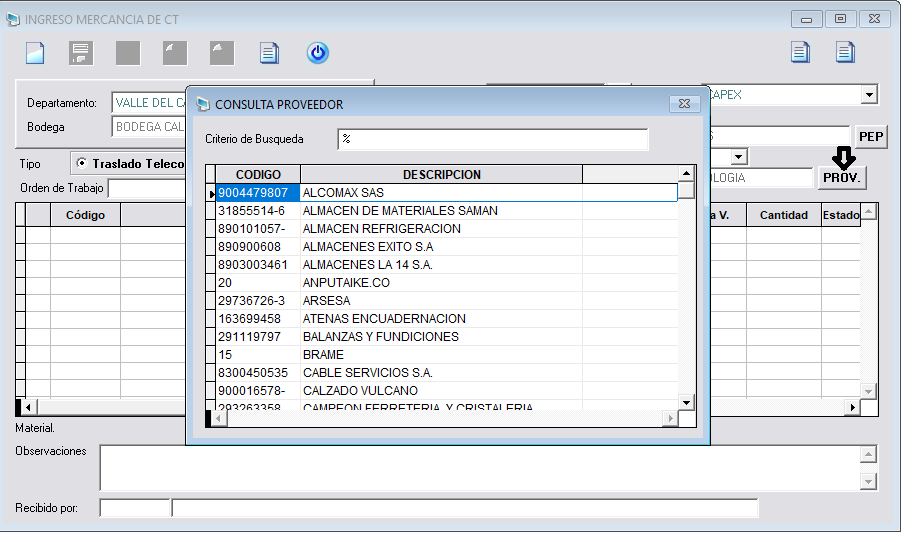 INGRESO MERCANCIA DE CT
CONSULTA PROVEEDOR
Criterio de Busqueda %
CODIGO DESCRIPCION
9004479807 ALCOMAX SAS
31855514-6 ALMACEN DE MATERIALES SAMAN
890101057- ALMACEN REFRIGERACION
890900608 ALMACENES EXITO S.A
8903003461 ALMACENES LA 14 S.A.
20 ANPUTAIKE.CO
29736726-3 ARSESA
163699458 ATENAS ENCUADERNACION
291119797 BALANZAS Y FUNDICIONES
15 BRAME
8300450535 CABLE SERVICIOS S.A.
900016578- CALZADO VULCANO
293263358 CAMPEON FERRETERIA Y CRISTALERIA
Departamento: VALLE DEL CA
Bodega BODEGA CAL
CAPEX
S PEP
Tipo Traslado Teleco
OLOGIA PROV.
Orden de Trabajo
Código a V. Cantidad Estado
Material.
Observaciones
Recibido por: